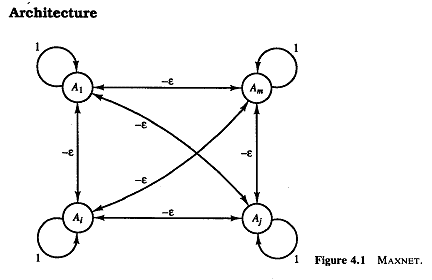 Architecture
1
1
A1
-ε
Am
-ε
-ε
-ε
-ε
Ai
-ε
Aj
1
1
Figure 4.1 MAXNET.